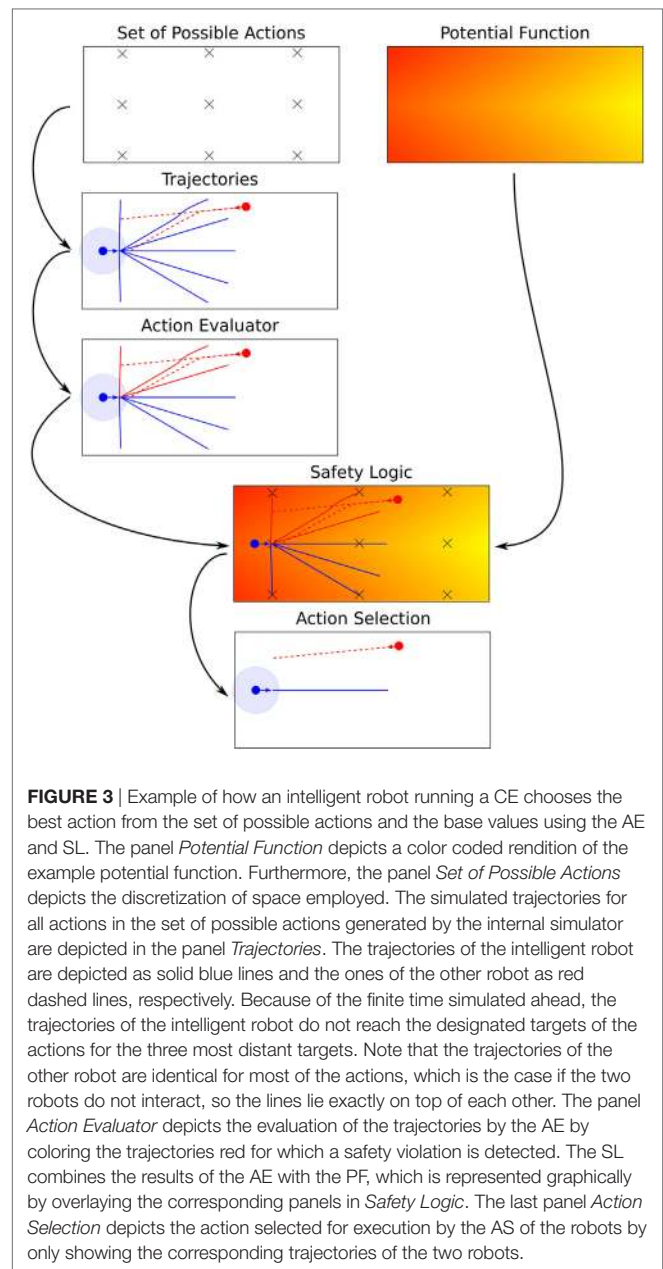 Set of Possible Actions
Potential Function
Trajectories
Action Evaluator
Safety Logic
Action Selection
FIGURE 3 | Example of how an intelligent robot running a CE chooses the
best action from the set of possible actions and the base values using the AE
and SL. The panel Potential Function depicts a color coded rendition of the
example potential function. Furthermore, the panel Set of Possible Actions
depicts the discretization of space employed. The simulated trajectories for
all actions in the set of possible actions generated by the internal simulator
are depicted in the panel Trajectories. The trajectories of the intelligent robot
are depicted as solid blue lines and the ones of the other robot as red
dashed lines, respectively. Because of the finite time simulated ahead, the
trajectories of the intelligent robot do not reach the designated targets of the
actions for the three most distant targets. Note that the trajectories of the
other robot are identical for most of the actions, which is the case if the two
robots do not interact, so the lines lie exactly on top of each other. The panel
Action Evaluator depicts the evaluation of the trajectories by the AE by
coloring the trajectories red for which a safety violation is detected. The SL
combines the results of the AE with the PF, which is represented graphically
by overlaying the corresponding panels in Safety Logic. The last panel Action
Selection depicts the action selected for execution by the AS of the robots by
only showing the corresponding trajectories of the two robots.